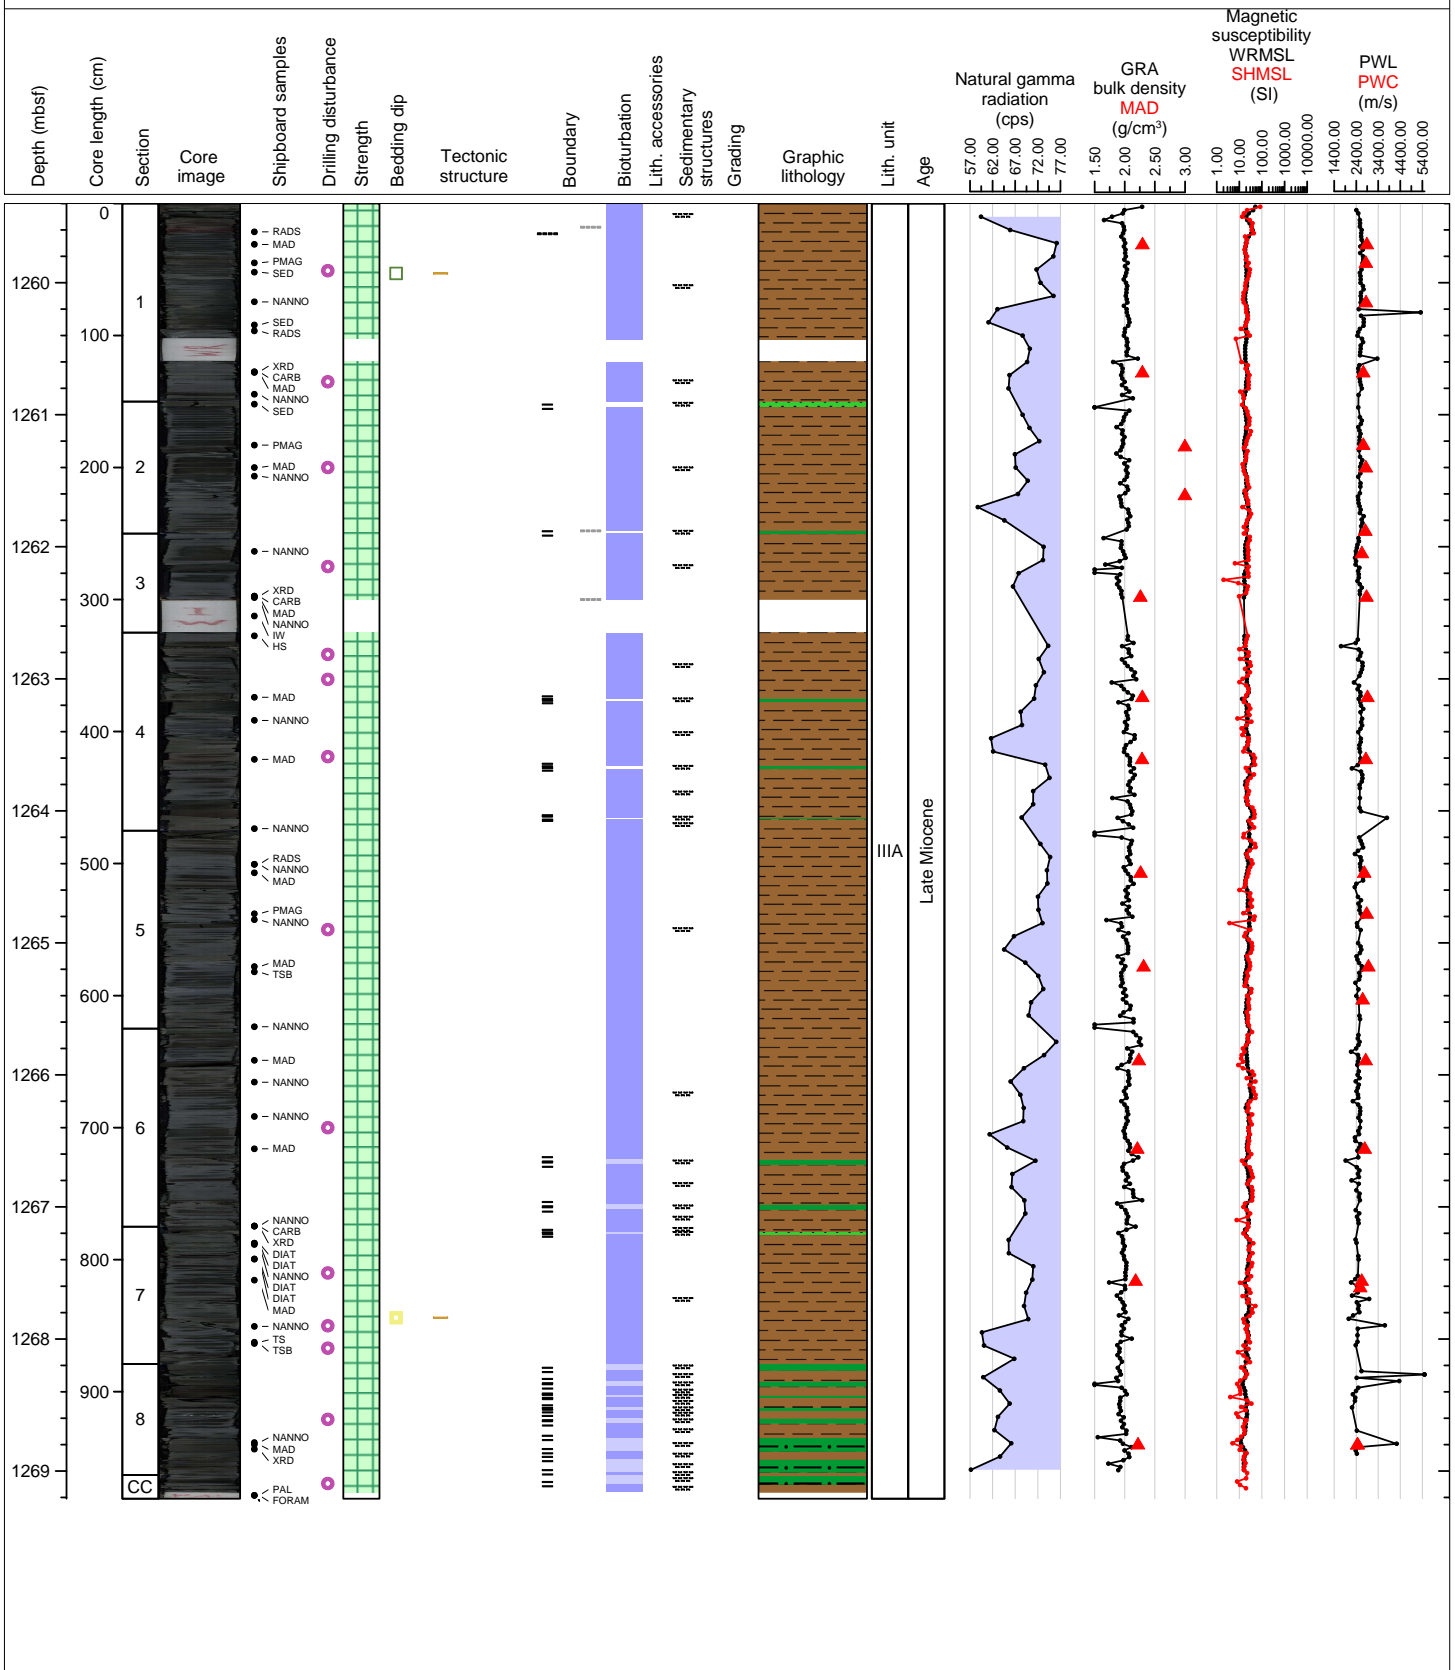 Depth (mbsf)
Core length (cm)
Section
Core
image
Shipboard samples
Drilling disturbance
Strength
Bedding dip
Tectonic
structure
Boundary
Bioturbation
Lith. accessories
Sedimentary
structures
Grading
Graphic
lithology
Lith. unit
Age
Natural gamma
radiation
(cps)
57.00 62.00 67.00 72.00 77.00
GRA
bulk density
MAD
(g/cm³)
1.50 2.00 2.50 3.00
Magnetic
susceptibility
WRMSL
SHMSL
(SI)
1.00 10.00 100.00 1000.00 10000.00
PWL
PWC
(m/s)
1400.00 2400.00 3400.00 4400.00 5400.00
0
RADS
MAD
PMAG
SED
1260
1
NANNO
SED
RADS
100
XRD
CARB
MAD
NANNO
SED
1261
PMAG
200
2
MAD
NANNO
1262
NANNO
3
XRD
300
CARB
MAD
NANNO
IW
HS
1263
MAD
NANNO
400
4
MAD
1264
NANNO
IIIA
Late Miocene
RADS
500
NANNO
MAD
PMAG
NANNO
5
1265
MAD
TSB
600
NANNO
MAD
1266
NANNO
NANNO
700
6
MAD
1267
NANNO
CARB
XRD
DIAT
800
DIAT
NANNO
DIAT
7
DIAT
MAD
NANNO
1268
TS
TSB
900
8
NANNO
MAD
XRD
1269
CC
PAL
FORAM